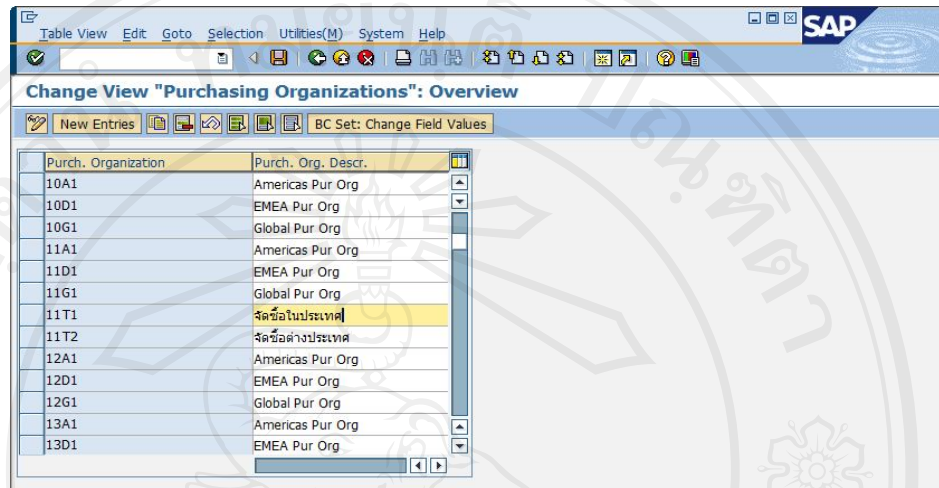 Table View Edit Goto Selection Utilities(M) System Help
SAP
Change View "Purchasing Organizations": Overview
New Entries BC Set: Change Field Values
Purch. Organization Purch. Org. Descr.
10A1 Americas Pur Org
10D1 EMEA Pur Org
10G1 Global Pur Org
11A1 Americas Pur Org
11D1 EMEA Pur Org
11G1 Global Pur Org
11T1 จัดซื้อในประเทศ
11T2 จัดซื้อต่างประเทศ
12A1 Americas Pur Org
12D1 EMEA Pur Org
12G1 Global Pur Org
13A1 Americas Pur Org
13D1 EMEA Pur Org